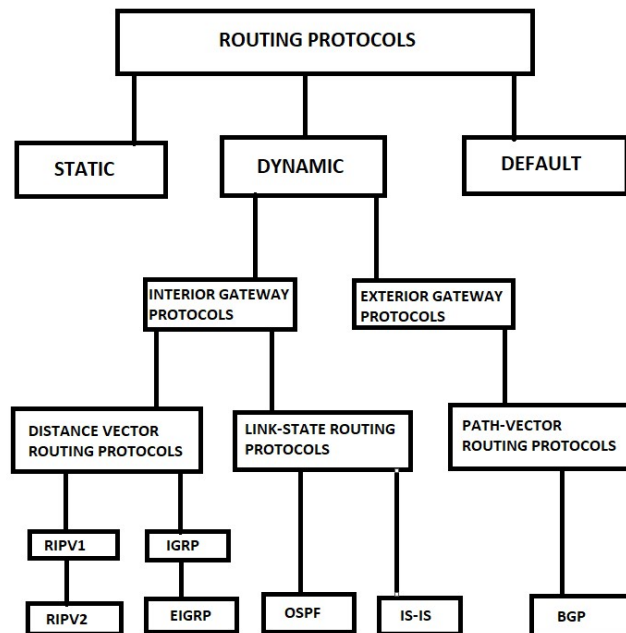 ROUTING PROTOCOLS
STATIC
DYNAMIC
DEFAULT
INTERIOR GATEWAY
PROTOCOLS
EXTERIOR GATEWAY
PROTOCOLS
DISTANCE VECTOR
ROUTING PROTOCOLS
LINK-STATE ROUTING
PROTOCOLS
PATH-VECTOR
ROUTING PROTOCOLS
RIPV1
IGRP
RIPV2
EIGRP
OSPF
IS-IS
BGP